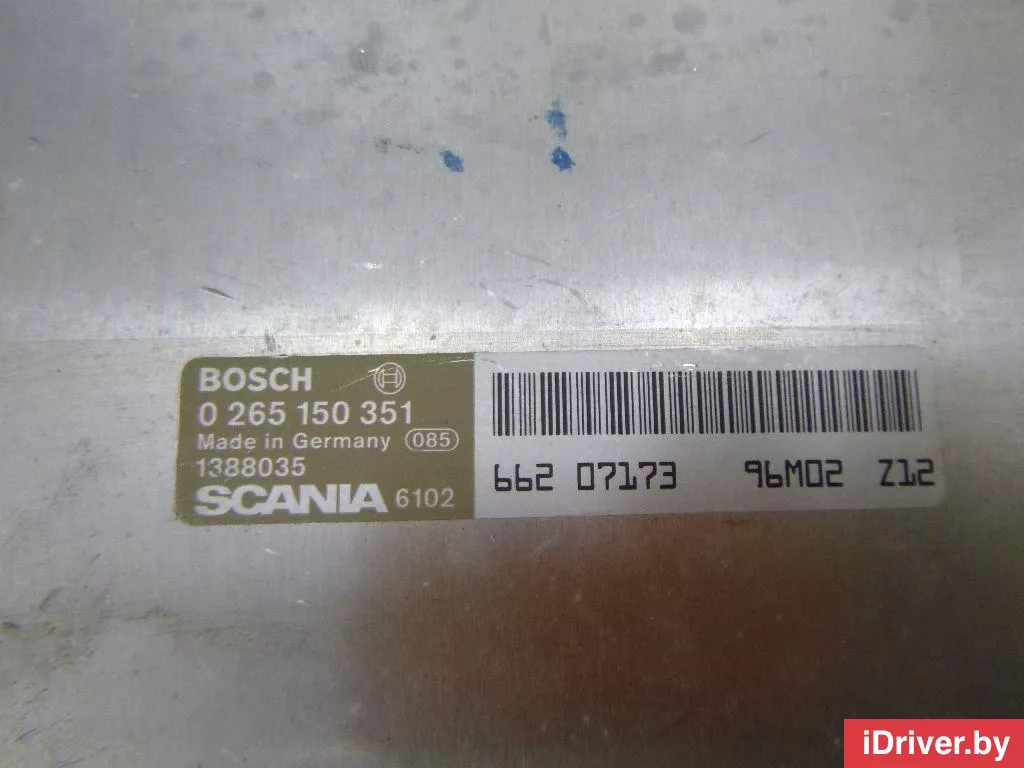 BOSCH
0 265 150 351
Made in Germany 085
1388035
SCANIA 6102
662 07173 96M02 Z12
iDriver.by